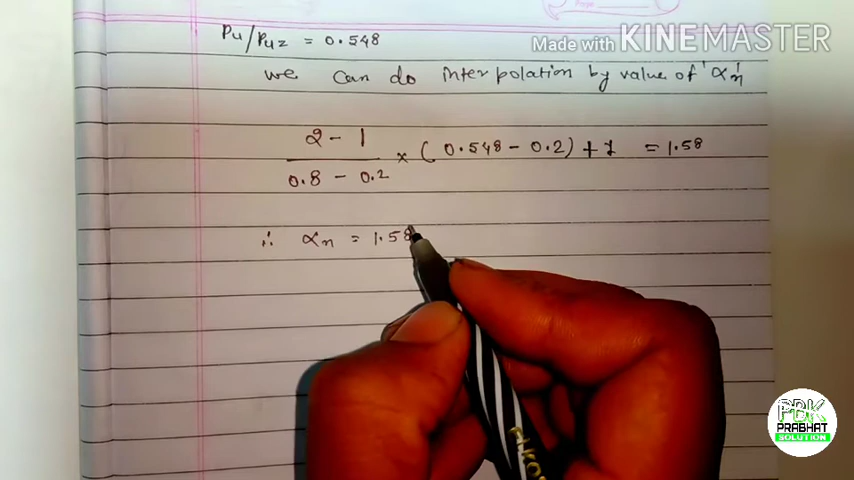 Pu/Puz = 0.548
Made with KINEMASTER
we can do interpolation by value of 'αn'
2 - 1
0.8 - 0.2
× (0.548 - 0.2) + 1 = 1.58
∴ αn = 1.58
PBK
PRABHAT
SOLUTION